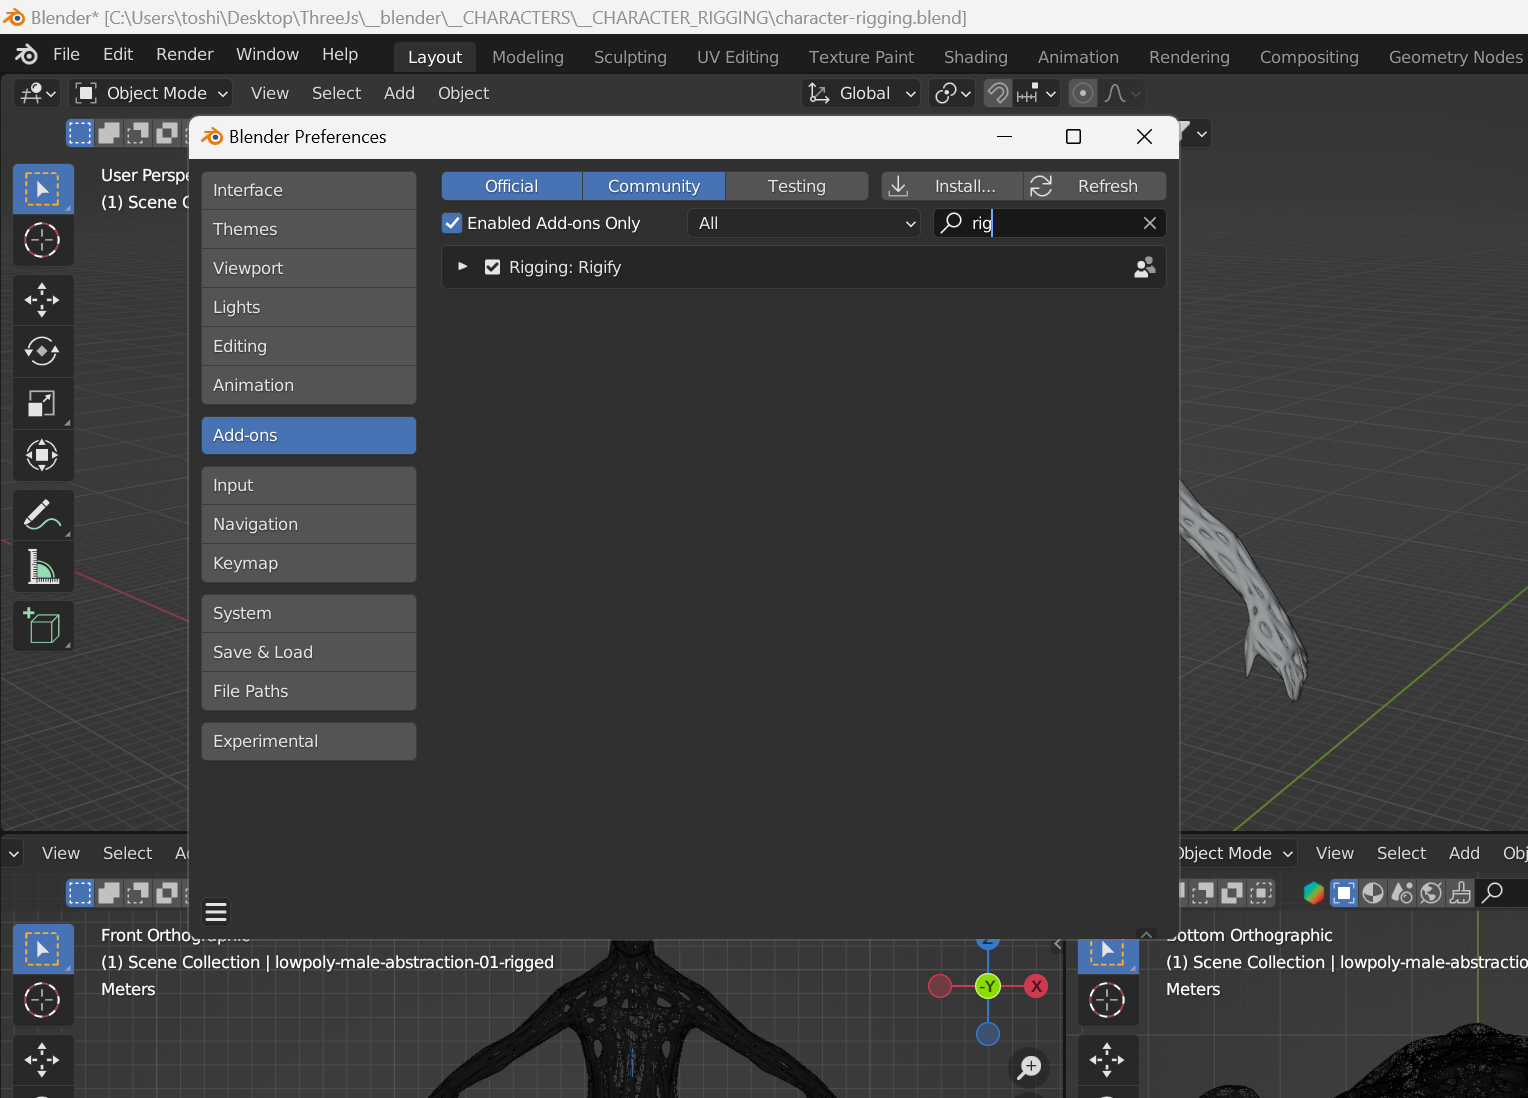 Blender* [C:\Users\toshi\Desktop\ThreeJs\__blender\__CHARACTERS\__CHARACTER_RIGGING\character-rigging.blend]
File Edit Render Window Help Layout Modeling Sculpting UV Editing Texture Paint Shading Animation Rendering Compositing Geometry Nodes
Object Mode View Select Add Object Global
Blender Preferences
User Perspe
(1) Scene C
Interface
Themes
Viewport
Lights
Editing
Animation
Add-ons
Input
Navigation
Keymap
System
Save & Load
File Paths
Experimental
Official Community Testing Install... Refresh
Enabled Add-ons Only All rig
Rigging: Rigify
View Select A
Object Mode View Select Add Obj
Front Orthographic
(1) Scene Collection | lowpoly-male-abstraction-01-rigged
Meters
Z
-Y X
Bottom Orthographic
(1) Scene Collection | lowpoly-male-abstractio
Meters